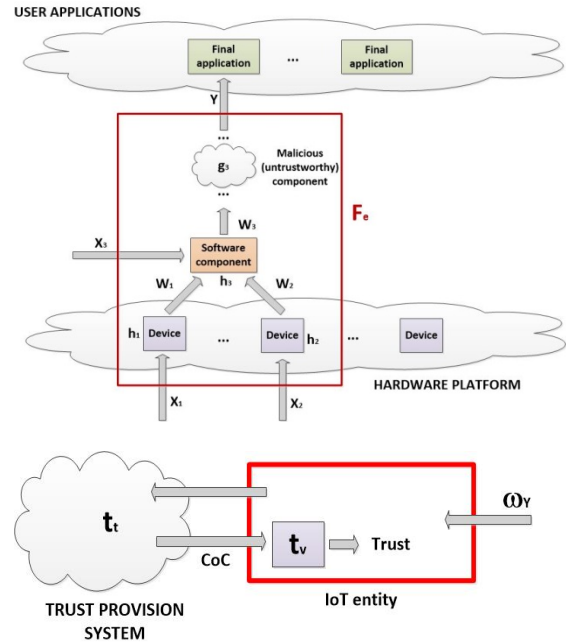 USER APPLICATIONS
Final
application
...
Final
application
Y
...
g₃
Malicious
(untrustworthy)
component
...
Fₑ
W₃
X₃
Software
component
W₁
h₃
W₂
h₁
Device
...
Device
h₂
...
Device
HARDWARE PLATFORM
X₁
X₂
tₜ
ωY
CoC
tᵥ
Trust
IoT entity
TRUST PROVISION
SYSTEM